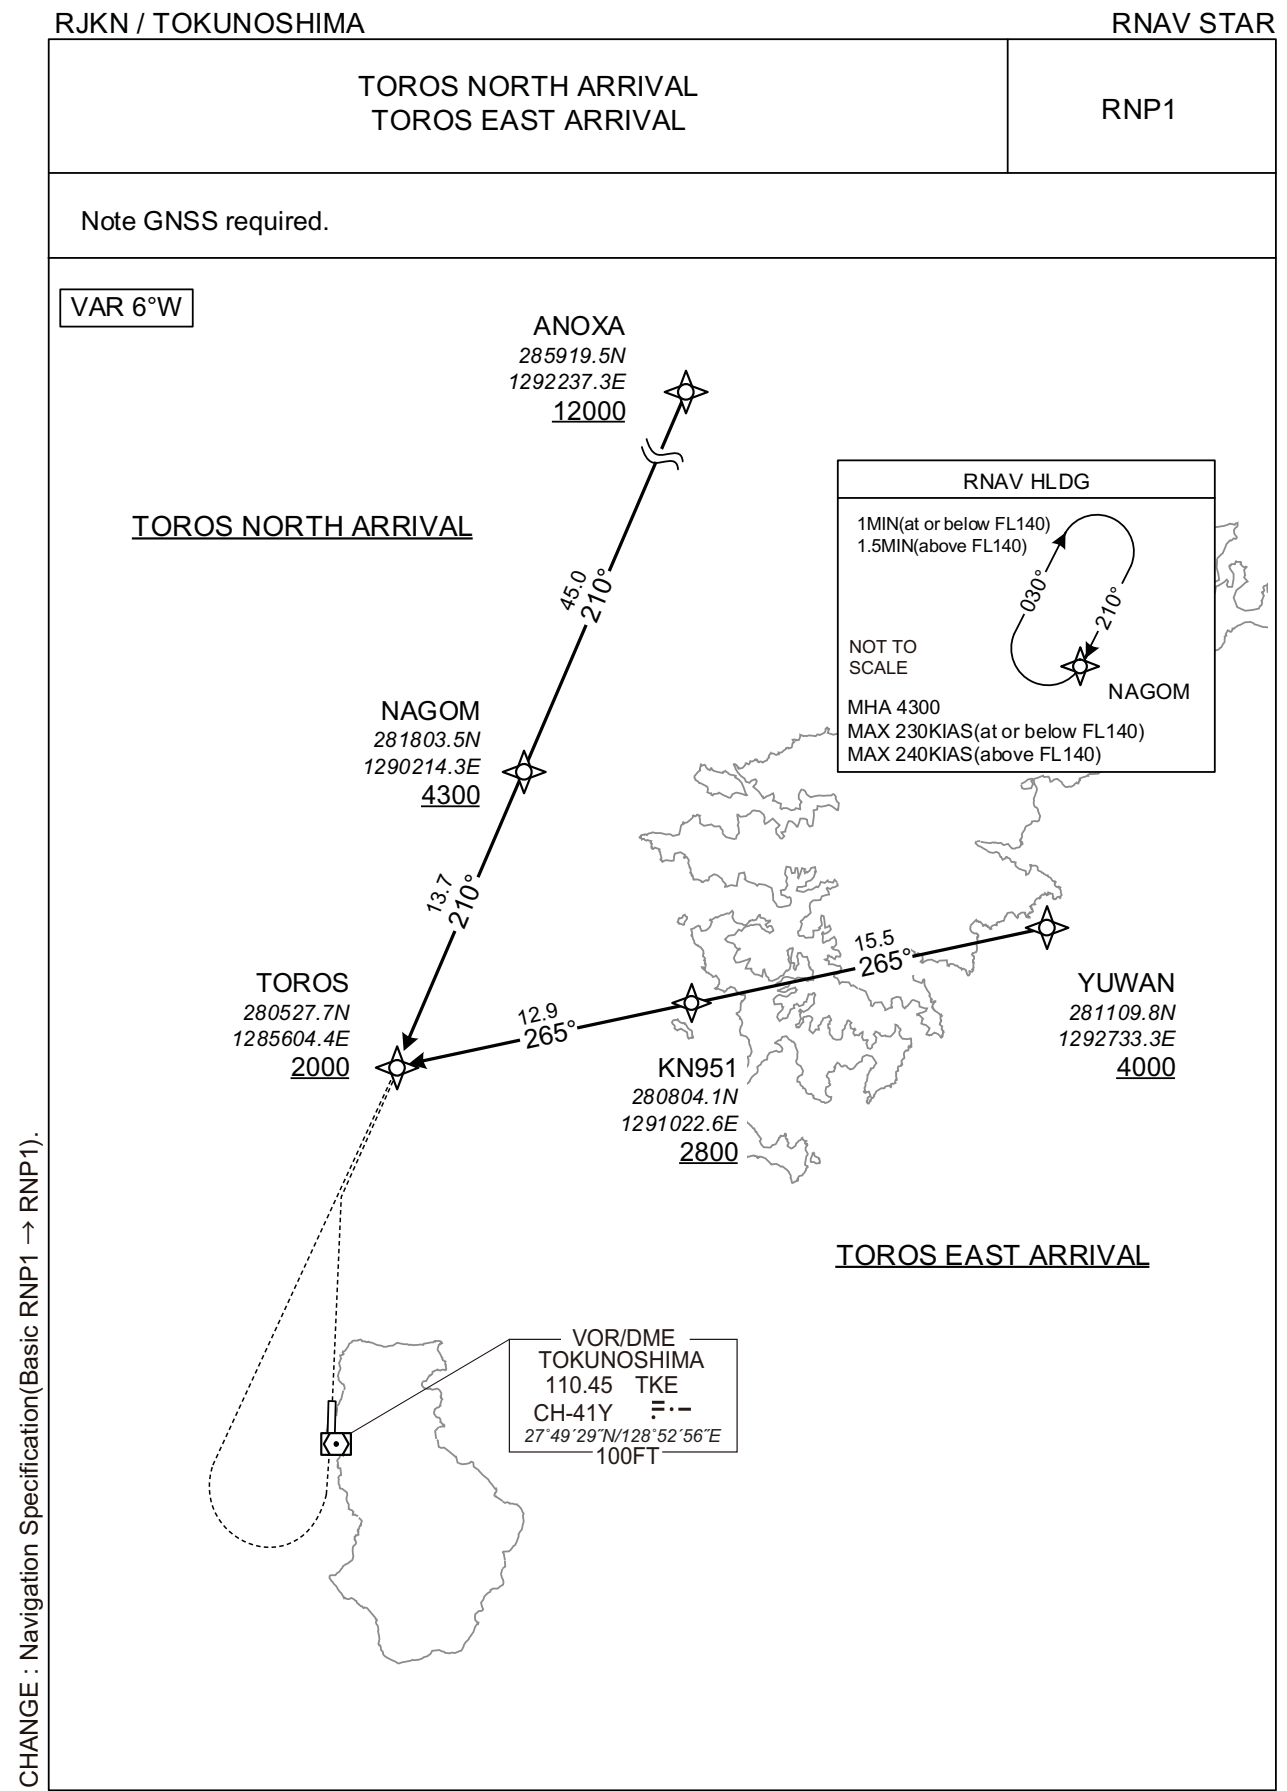 RJKN / TOKUNOSHIMA
RNAV STAR
TOROS NORTH ARRIVAL
TOROS EAST ARRIVAL
RNP1
Note GNSS required.
VAR 6°W
ANOXA
285919.5N
1292237.3E
12000
RNAV HLDG
1MIN(at or below FL140)
1.5MIN(above FL140)
030°
210°
NOT TO
SCALE
NAGOM
MHA 4300
MAX 230KIAS(at or below FL140)
MAX 240KIAS(above FL140)
TOROS NORTH ARRIVAL
45.0
210°
NAGOM
281803.5N
1290214.3E
4300
13.7
210°
15.5
265°
YUWAN
281109.8N
1292733.3E
4000
TOROS
280527.7N
1285604.4E
2000
12.9
265°
KN951
280804.1N
1291022.6E
2800
TOROS EAST ARRIVAL
VOR/DME
TOKUNOSHIMA
110.45 TKE
CH-41Y
27°49´29˝N/128°52´56˝E
100FT
CHANGE : Navigation Specification(Basic RNP1 → RNP1).